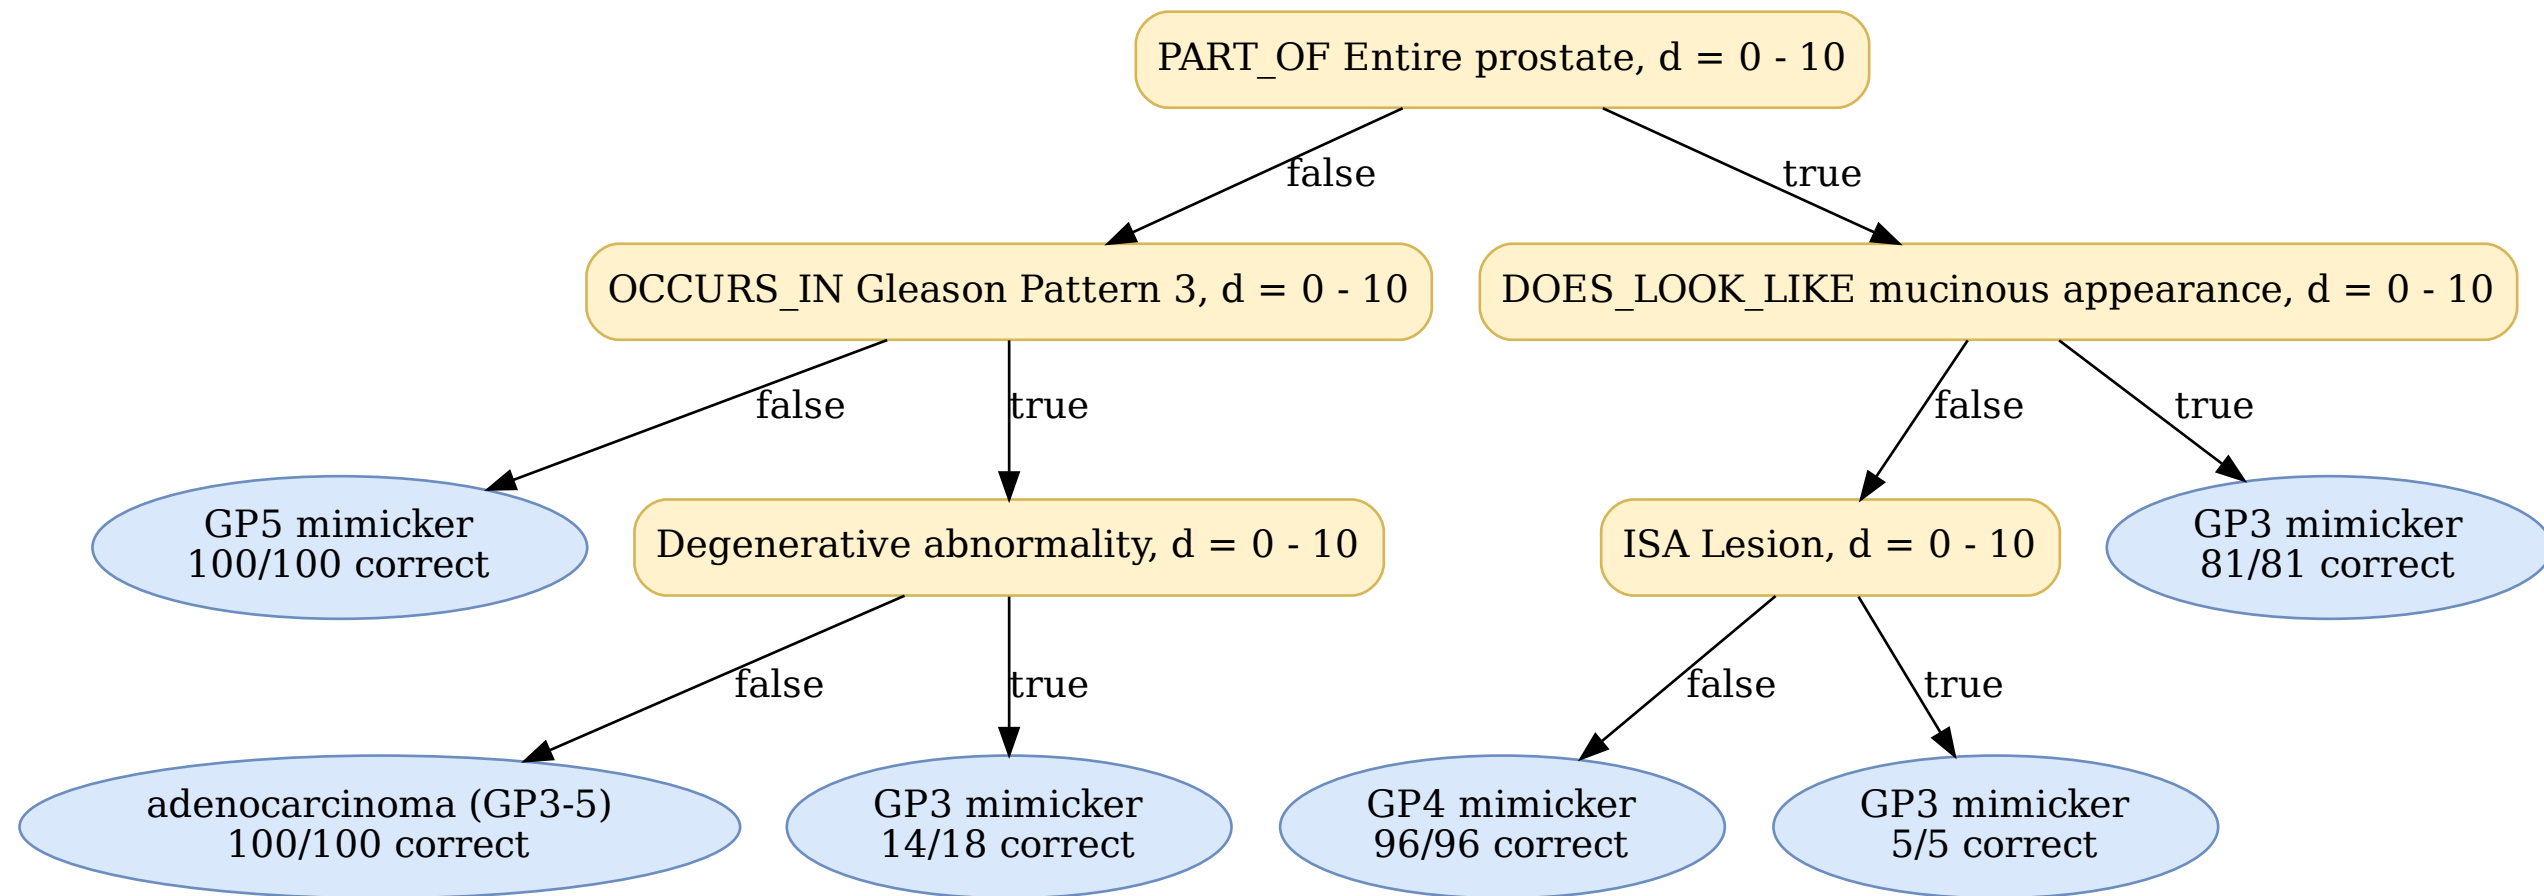 PART_OF Entire prostate, d = 0 - 10
false
true
OCCURS_IN Gleason Pattern 3, d = 0 - 10
DOES_LOOK_LIKE mucinous appearance, d = 0 - 10
false
true
false
true
GP5 mimicker
100/100 correct
Degenerative abnormality, d = 0 - 10
ISA Lesion, d = 0 - 10
GP3 mimicker
81/81 correct
false
true
false
true
adenocarcinoma (GP3-5)
100/100 correct
GP3 mimicker
14/18 correct
GP4 mimicker
96/96 correct
GP3 mimicker
5/5 correct